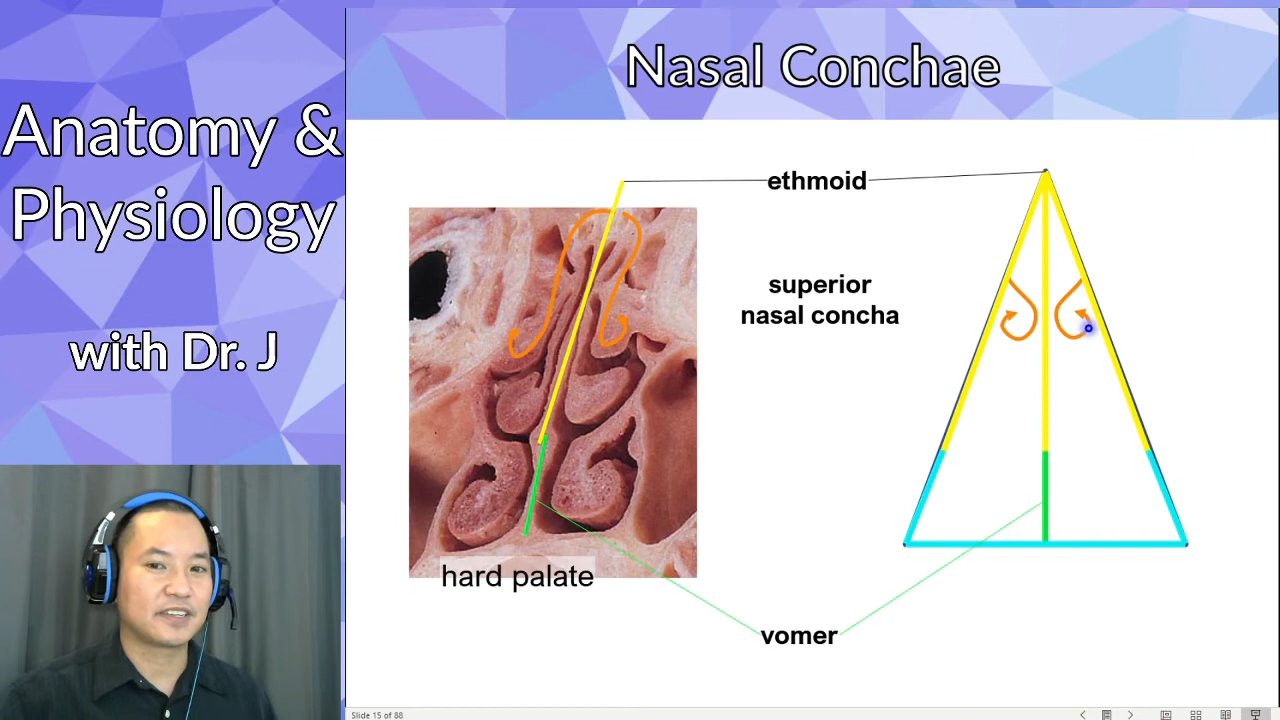 Anatomy &
Physiology
with Dr. J
Nasal Conchae
ethmoid
superior
nasal concha
hard palate
vomer
Slide 15 of 88